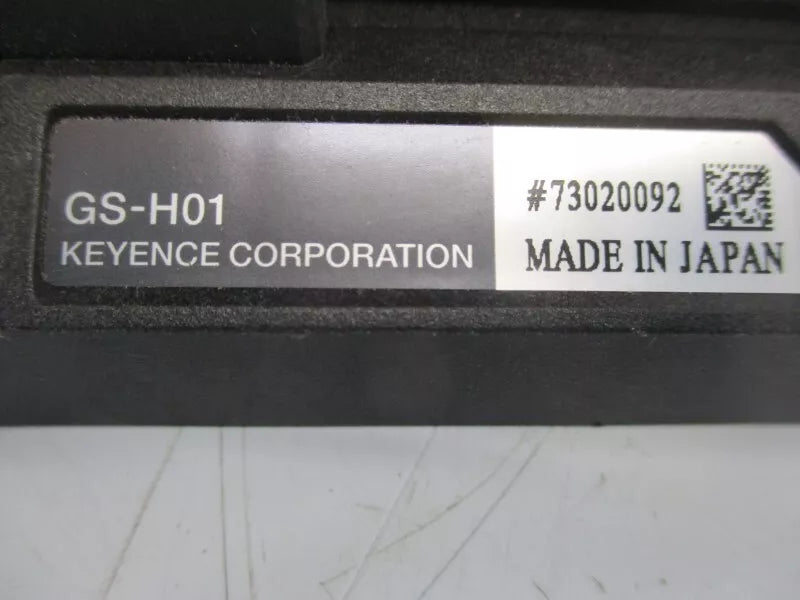 GS-H01
KEYENCE CORPORATION
#73020092
MADE IN JAPAN